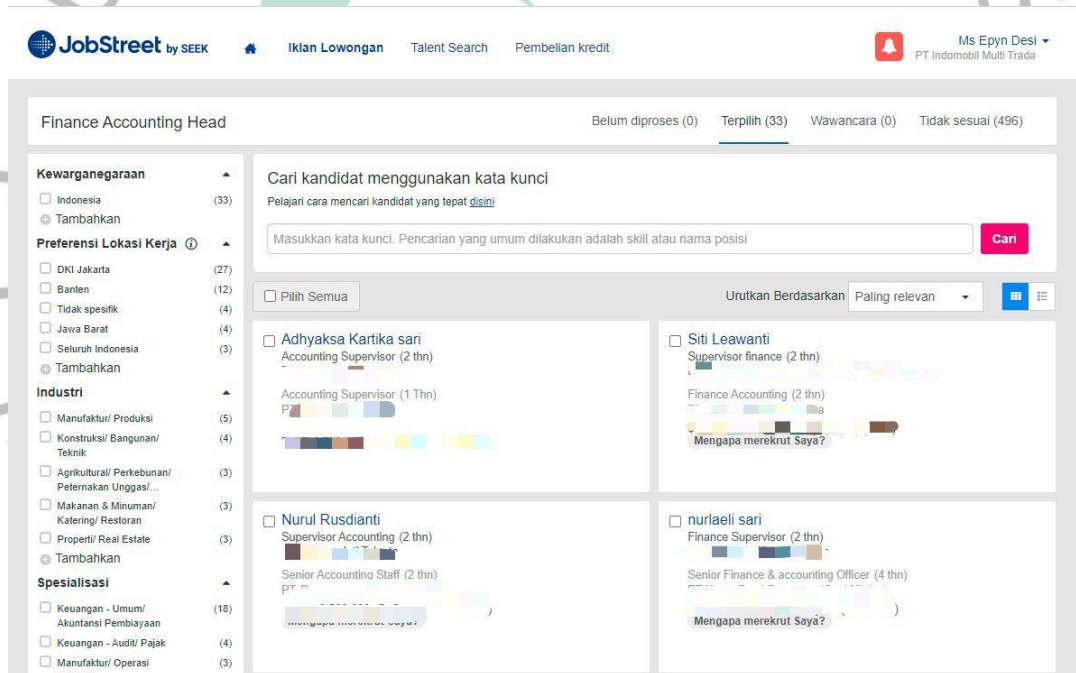 JobStreet by SEEK
Iklan Lowongan
Talent Search
Pembelian kredit
Ms Epyn Desi
PT Indomobil Multi Trada
Finance Accounting Head
Belum diproses (0)
Terpilih (33)
Wawancara (0)
Tidak sesuai (496)
Kewarganegaraan
Indonesia (33)
Tambahkan
Preferensi Lokasi Kerja
DKI Jakarta (27)
Banten (12)
Tidak spesifik (4)
Jawa Barat (4)
Seluruh Indonesia (3)
Tambahkan
Industri
Manufaktur/ Produksi (5)
Konstruksi/ Bangunan/ (4)
Teknik
Agrikultural/ Perkebunan/ (3)
Peternakan Unggas/...
Makanan & Minuman/ (3)
Katering/ Restoran
Properti/ Real Estate (3)
Tambahkan
Spesialisasi
Keuangan - Umum/ (18)
Akuntansi Pembiayaan
Keuangan - Audit/ Pajak (4)
Manufaktur/ Operasi (3)
Cari kandidat menggunakan kata kunci
Pelajari cara mencari kandidat yang tepat disini
Masukkan kata kunci. Pencarian yang umum dilakukan adalah skill atau nama posisi
Cari
Pilih Semua
Urutkan Berdasarkan Paling relevan
Adhyaksa Kartika sari
Accounting Supervisor (2 thn)
Accounting Supervisor (1 Thn)
Siti Leawanti
Supervisor finance (2 thn)
Finance Accounting (2 thn)
Mengapa merekrut Saya?
Nurul Rusdianti
Supervisor Accounting (2 thn)
Senior Accounting Staff (2 thn)
Mengapa merekrut Saya?
nurlaeli sari
Finance Supervisor (2 thn)
Senior Finance & accounting Officer (4 thn)
Mengapa merekrut Saya?